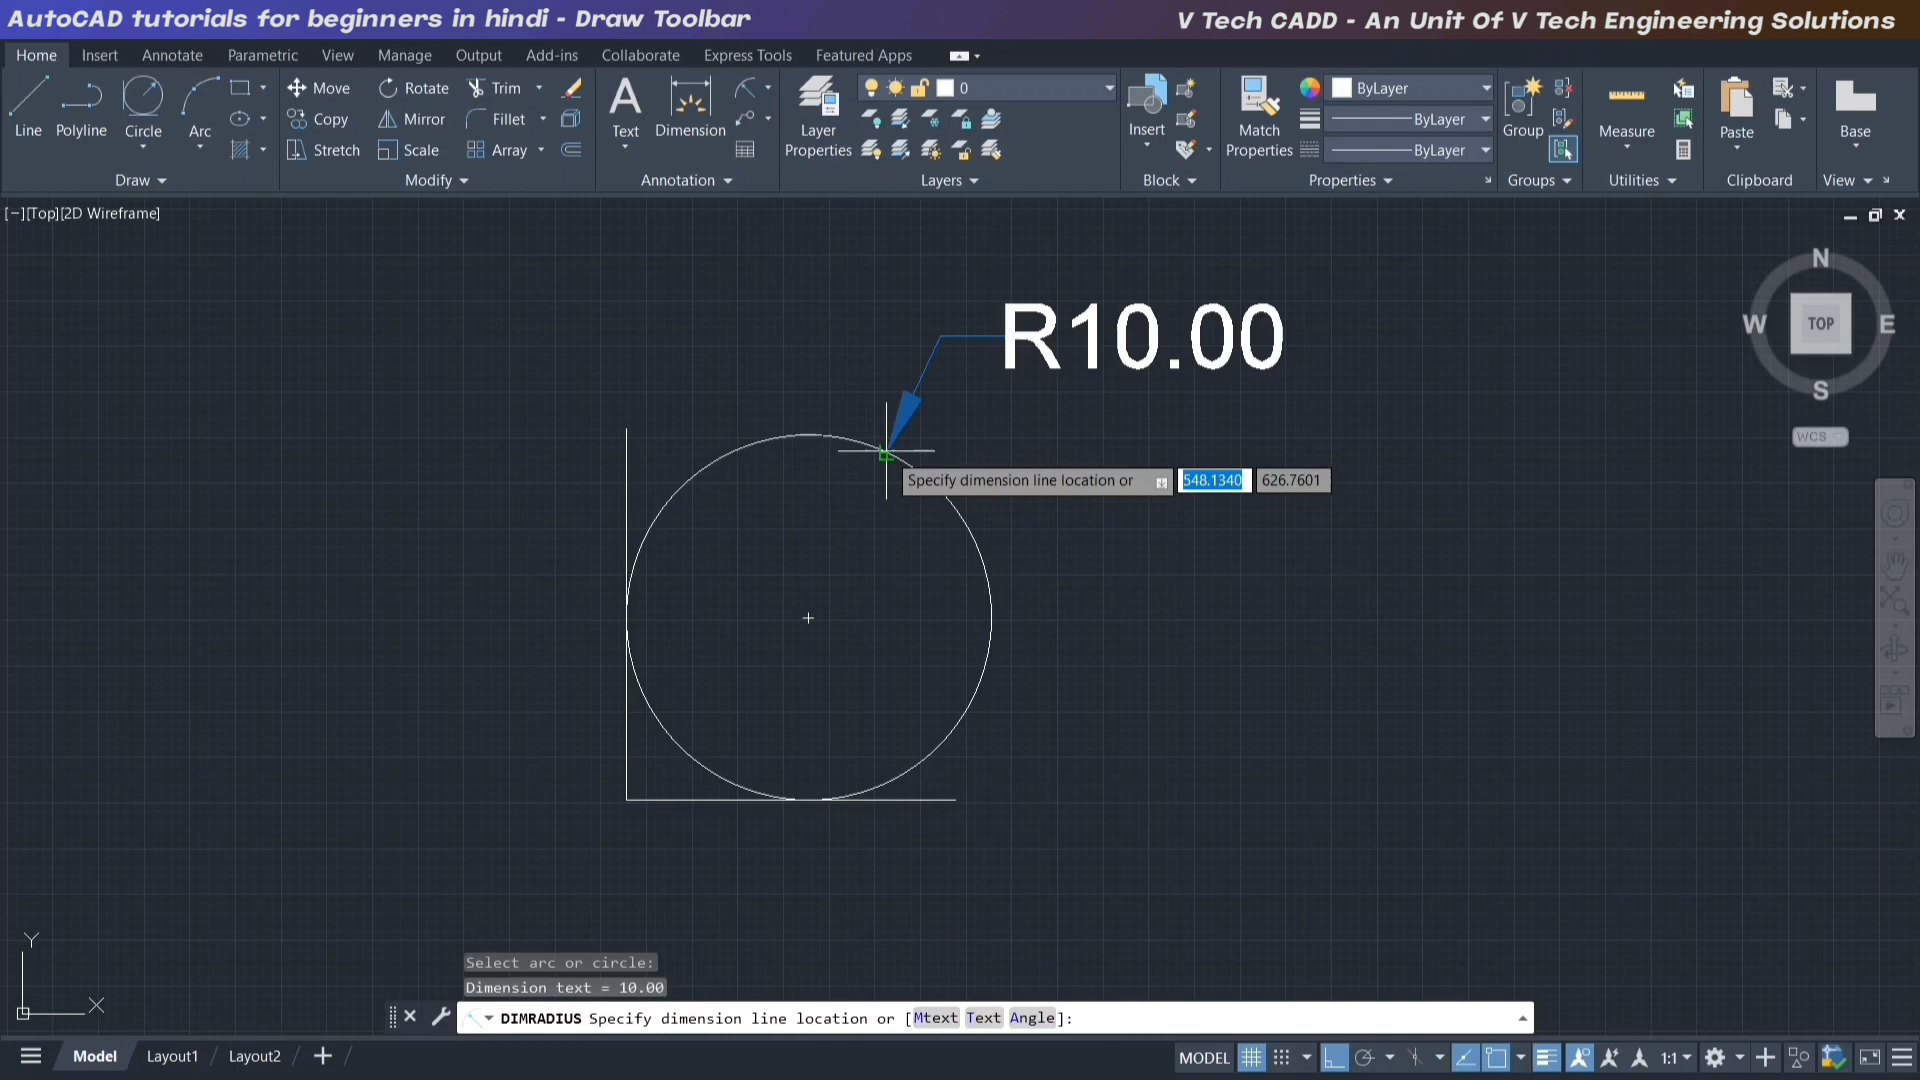 AutoCAD tutorials for beginners in hindi - Draw Toolbar
V Tech CADD - An Unit Of V Tech Engineering Solutions
Home Insert Annotate Parametric View Manage Output Add-ins Collaborate Express Tools Featured Apps
Line Polyline Circle Arc
Move Rotate Trim
Copy Mirror Fillet
Stretch Scale Array
Text Dimension
Layer Properties
0
Insert
Match Properties
ByLayer
ByLayer
ByLayer
Group
Measure
Paste
Base
Draw Modify Annotation Layers Block Properties Groups Utilities Clipboard View
[−][Top][2D Wireframe]
N
W TOP E
S
WCS
R10.00
Specify dimension line location or 548.1340 626.7601
Y
X
Select arc or circle:
Dimension text = 10.00
DIMRADIUS Specify dimension line location or [Mtext Text Angle]:
Model Layout1 Layout2 +
MODEL 1:1